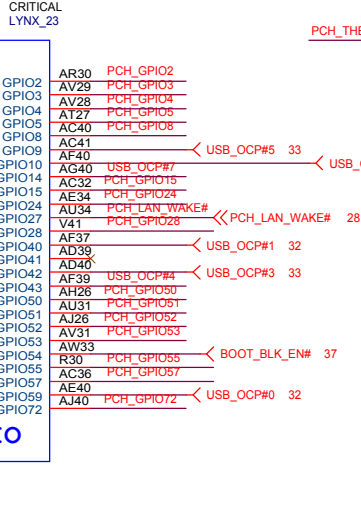 CRITICAL
LYNX_23
PCH_THE
GPIO2 AR30 PCH_GPIO2
GPIO3 AV29 PCH_GPIO3
GPIO4 AV28 PCH_GPIO4
GPIO5 AT27 PCH_GPIO5
GPIO8 AC40 PCH_GPIO8
GPIO9 AC41 USB_OCP#5 33
GPIO10 AF40 USB_
GPIO14 AG40 USB_OCP#7
GPIO15 AC32 PCH_GPIO15
GPIO24 AE34 PCH_GPIO24
GPIO27 AU34 PCH_LAN_WAKE# PCH_LAN_WAKE# 28
GPIO28 V41 PCH_GPIO28
GPIO40 AF37 USB_OCP#1 32
GPIO41 AD39
GPIO42 AD40 USB_OCP#3 33
GPIO43 AF39 USB_OCP#4
GPIO50 AH26 PCH_GPIO50
GPIO51 AU31 PCH_GPIO51
GPIO52 AJ26 PCH_GPIO52
GPIO53 AV31 PCH_GPIO53
GPIO54 AW33 BOOT_BLK_EN# 37
GPIO55 R30 PCH_GPIO55
GPIO57 AC36 PCH_GPIO57
GPIO59 AE40 USB_OCP#0 32
GPIO72 AJ40 PCH_GPIO72